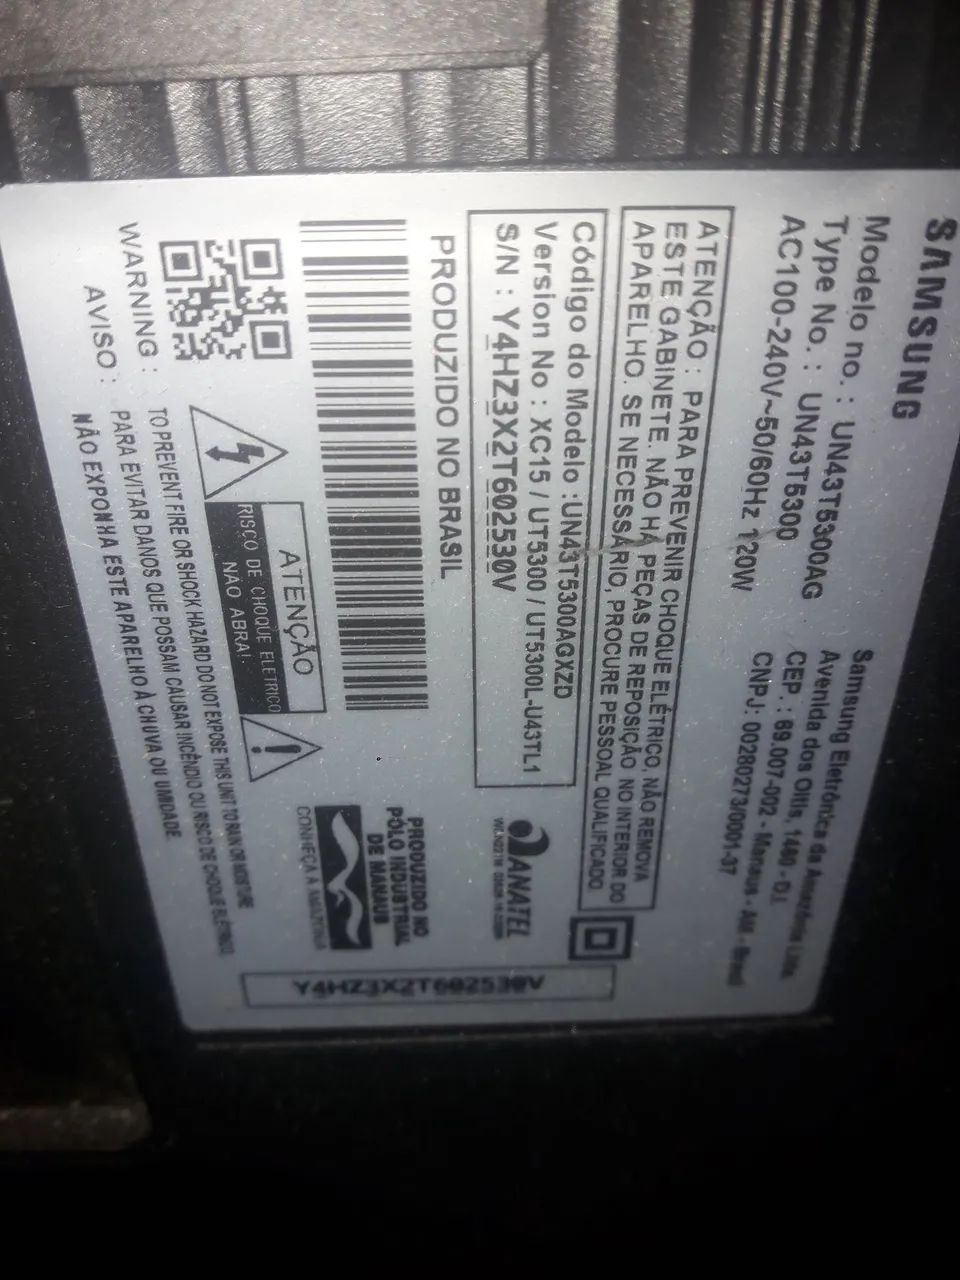 SAMSUNG
Modelo no. : UN43T5300AG
Type No. : UN43T5300
AC100-240V~50/60Hz 120W
Samsung Eletrônica da Amazônia Ltda
Avenida dos Oitis, 1460 - D.I.
CEP. : 69.007-002 - Manaus - AM - Brasil
CNPJ: 00280273/0001-37
ATENÇÃO : PARA PREVENIR CHOQUE ELÉTRICO, NÃO REMOVA
ESTE GABINETE. NÃO HÁ PEÇAS DE REPOSIÇÃO NO INTERIOR DO
APARELHO. SE NECESSÁRIO, PROCURE PESSOAL QUALIFICADO
Código do Modelo :UN43T5300AGXZD
Version No : XC15 / UT5300 / UT5300L-U43TL1
S/N : Y4HZ3X2T602530V
ANATEL
PRODUZIDO NO BRASIL
PRODUZIDO NO
PÓLO INDUSTRIAL
DE MANAUS
CONHEÇA A AMAZÔNIA
ATENÇÃO
RISCO DE CHOQUE ELETRICO
NÃO ABRA!
WARNING : TO PREVENT FIRE OR SHOCK HAZARD DO NOT EXPOSE THIS UNIT TO RAIN OR MOISTURE
AVISO : PARA EVITAR DANOS QUE POSSAM CAUSAR INCÊNDIO OU RISCO DE CHOQUE ELÉTRICO,
NÃO EXPONHA ESTE APARELHO À CHUVA OU UMIDADE.
Y4HZ3X2T602530V